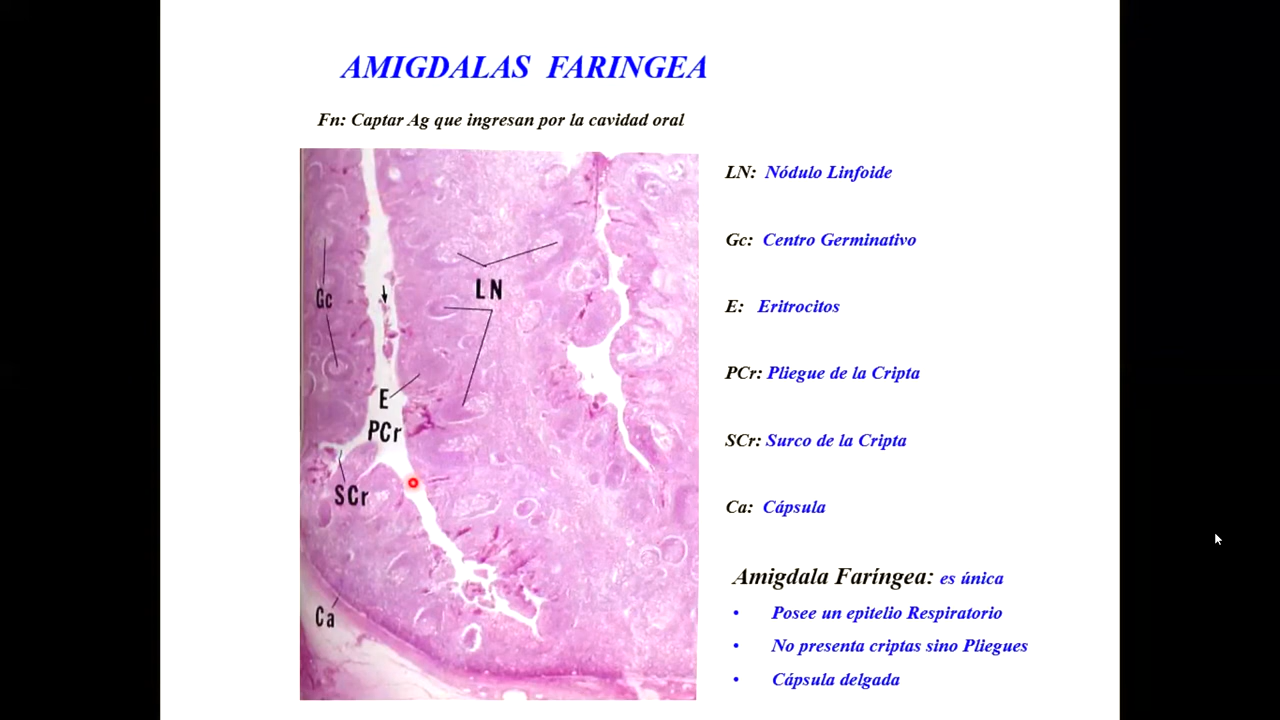 AMIGDALAS FARINGEA
Fn: Captar Ag que ingresan por la cavidad oral
Gc
LN
E
PCr
SCr
Ca
LN: Nódulo Linfoide
Gc: Centro Germinativo
E: Eritrocitos
PCr: Pliegue de la Cripta
SCr: Surco de la Cripta
Ca: Cápsula
Amigdala Faríngea: es única
• Posee un epitelio Respiratorio
• No presenta criptas sino Pliegues
• Cápsula delgada